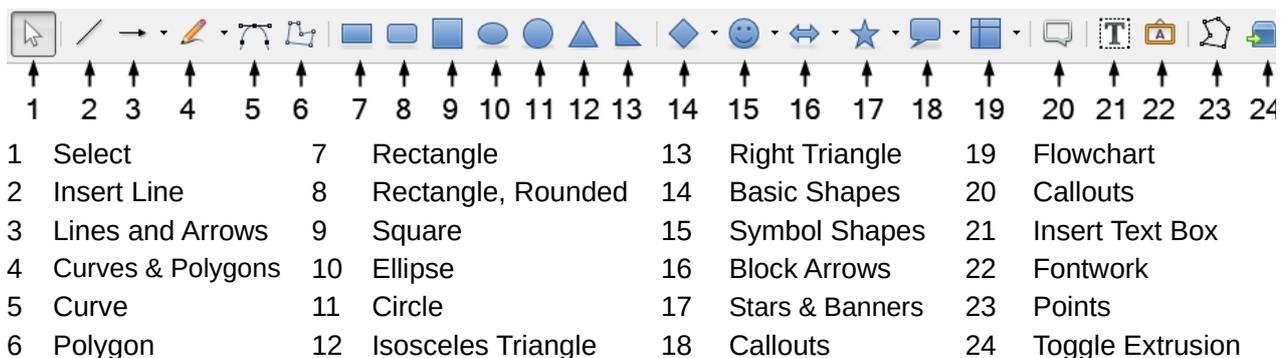 T A
1 2 3 4 5 6 7 8 9 10 11 12 13 14 15 16 17 18 19 20 21 22 23 24
1 Select 7 Rectangle 13 Right Triangle 19 Flowchart
2 Insert Line 8 Rectangle, Rounded 14 Basic Shapes 20 Callouts
3 Lines and Arrows 9 Square 15 Symbol Shapes 21 Insert Text Box
4 Curves & Polygons 10 Ellipse 16 Block Arrows 22 Fontwork
5 Curve 11 Circle 17 Stars & Banners 23 Points
6 Polygon 12 Isosceles Triangle 18 Callouts 24 Toggle Extrusion